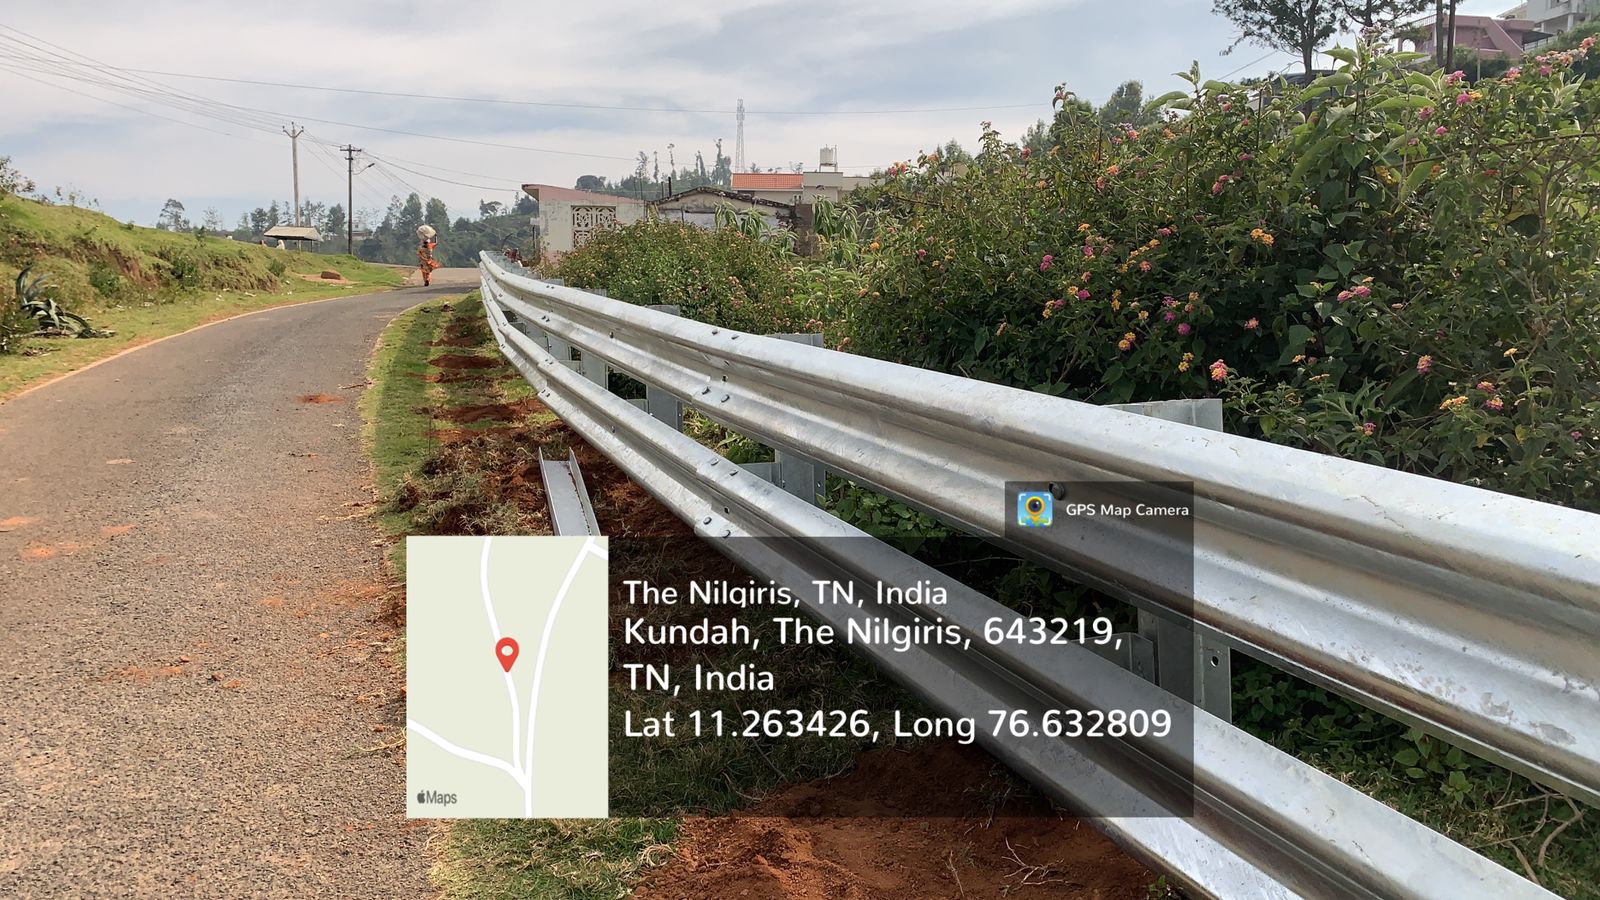 GPS Map Camera
The Nilgiris, TN, India
Kundah, The Nilgiris, 643219,
TN, India
Lat 11.263426, Long 76.632809
Maps